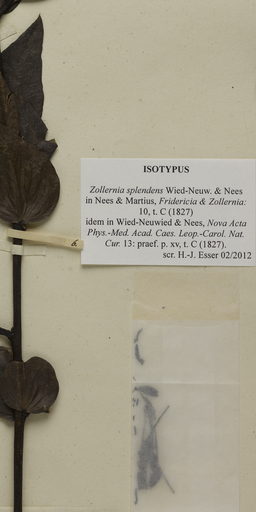 ISOTYPUS
Zollernia splendens Wied-Neuw. & Nees
in Nees & Martius, Fridericia & Zollernia:
10, t. C (1827)
idem in Wied-Neuwied & Nees, Nova Acta
Phys.-Med. Acad. Caes. Leop.-Carol. Nat.
Cur. 13: praef. p. xv, t. C (1827).
scr. H.-J. Esser 02/2012